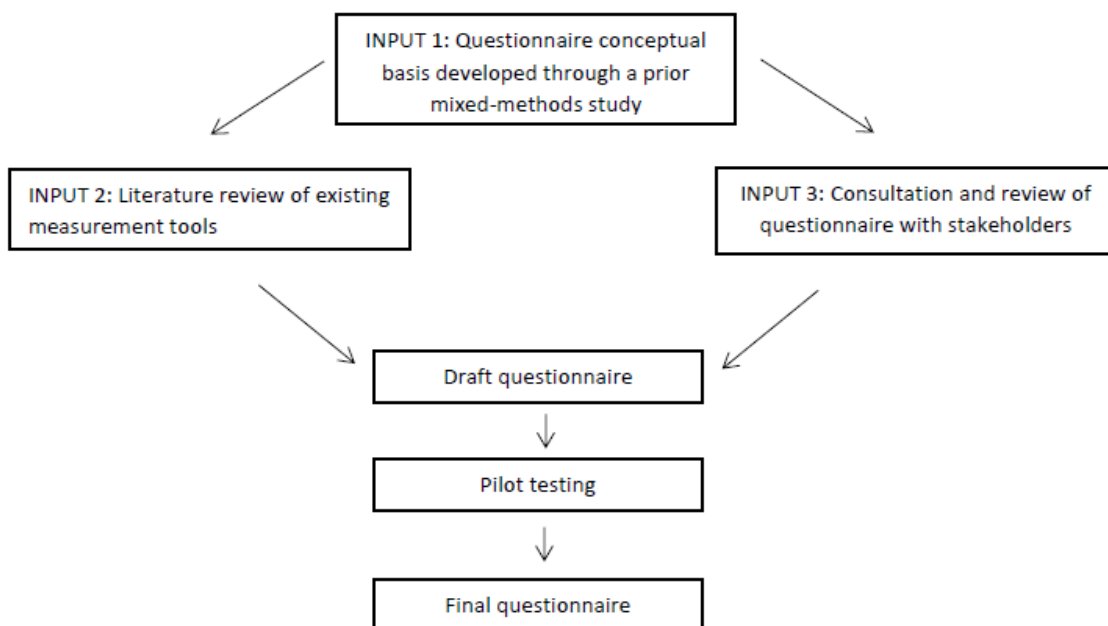 INPUT 1: Questionnaire conceptual
basis developed through a prior
mixed-methods study
INPUT 2: Literature review of existing
measurement tools
INPUT 3: Consultation and review of
questionnaire with stakeholders
Draft questionnaire
Pilot testing
Final questionnaire